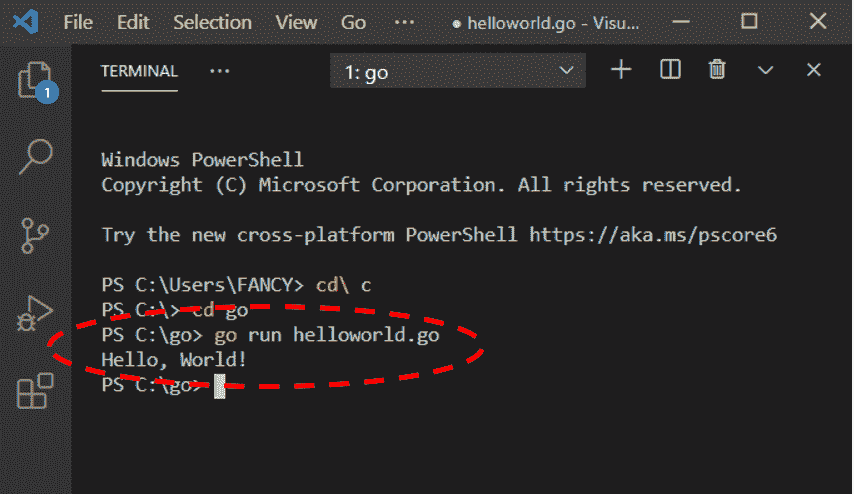 File Edit Selection View Go ··· ● helloworld.go - Visu...
1
TERMINAL ··· 1: go
Windows PowerShell
Copyright (C) Microsoft Corporation. All rights reserved.
Try the new cross-platform PowerShell https://aka.ms/pscore6
PS C:\Users\FANCY> cd\ c
PS C:\> cd go
PS C:\go> go run helloworld.go
Hello, World!
PS C:\go>